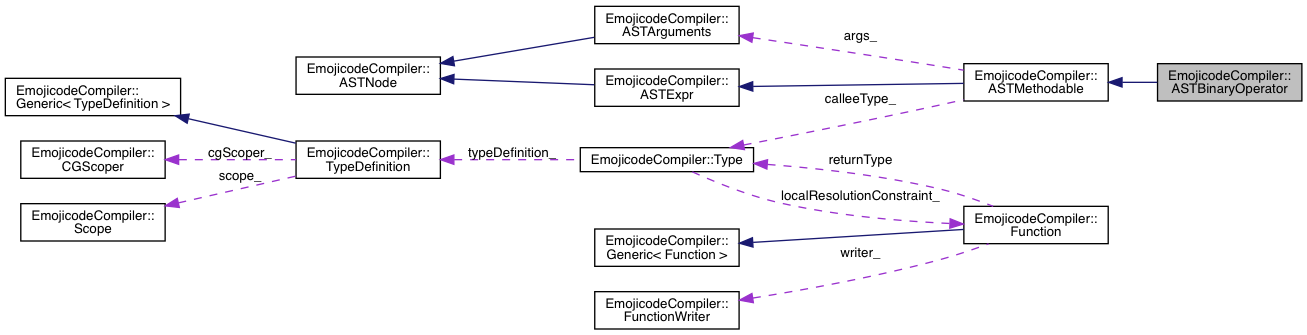 EmojicodeCompiler::
ASTArguments
args_
EmojicodeCompiler::
ASTNode
EmojicodeCompiler::
ASTExpr
EmojicodeCompiler::
ASTMethodable
EmojicodeCompiler::
ASTBinaryOperator
EmojicodeCompiler::
Generic< TypeDefinition >
calleeType_
EmojicodeCompiler::
CGScoper
cgScoper_
EmojicodeCompiler::
TypeDefinition
typeDefinition_
EmojicodeCompiler::Type
returnType
scope_
localResolutionConstraint_
EmojicodeCompiler::
Scope
EmojicodeCompiler::
Function
EmojicodeCompiler::
Generic< Function >
writer_
EmojicodeCompiler::
FunctionWriter